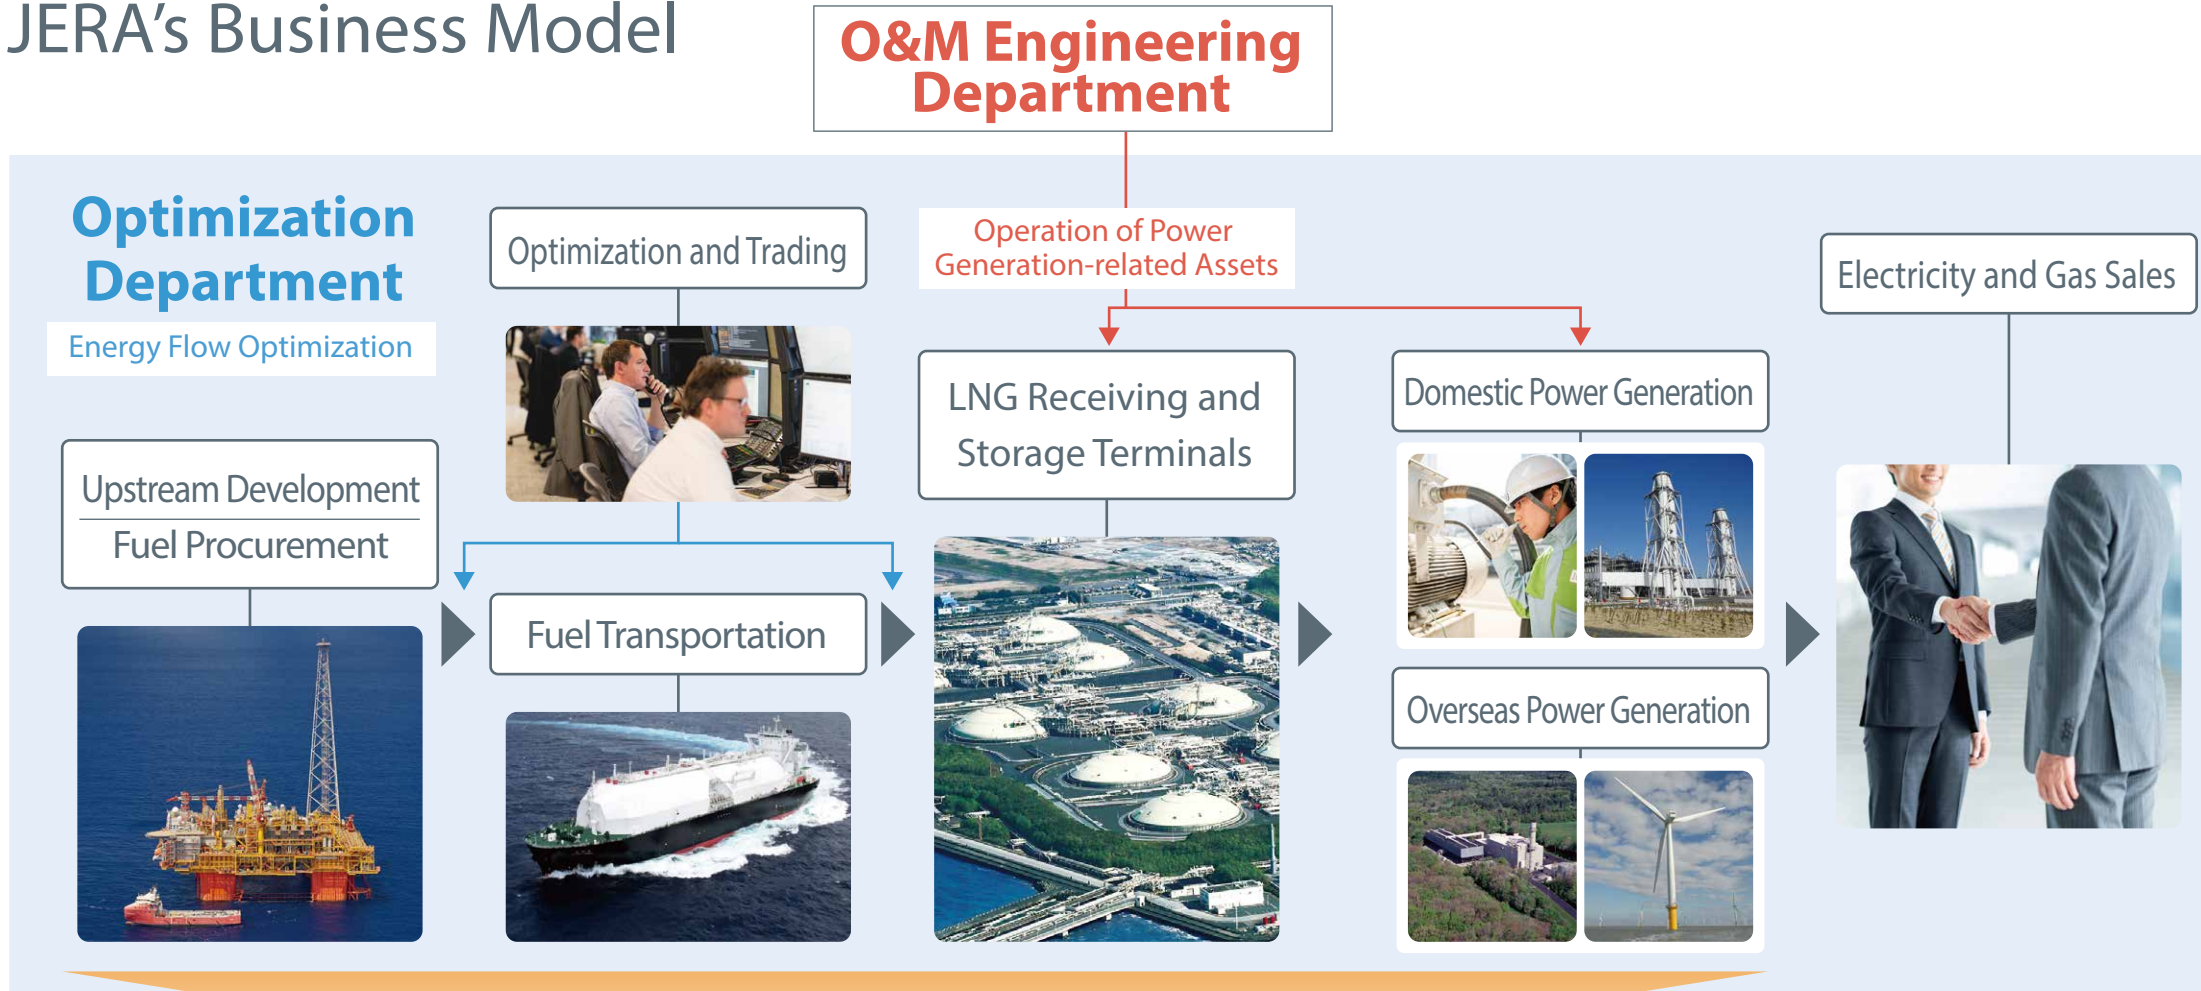 JERA's Business Model
O&M Engineering
Department
Optimization
Department
Energy Flow Optimization
Optimization and Trading
Operation of Power
Generation-related Assets
Electricity and Gas Sales
Upstream Development
Fuel Procurement
Fuel Transportation
LNG Receiving and
Storage Terminals
Domestic Power Generation
Overseas Power Generation